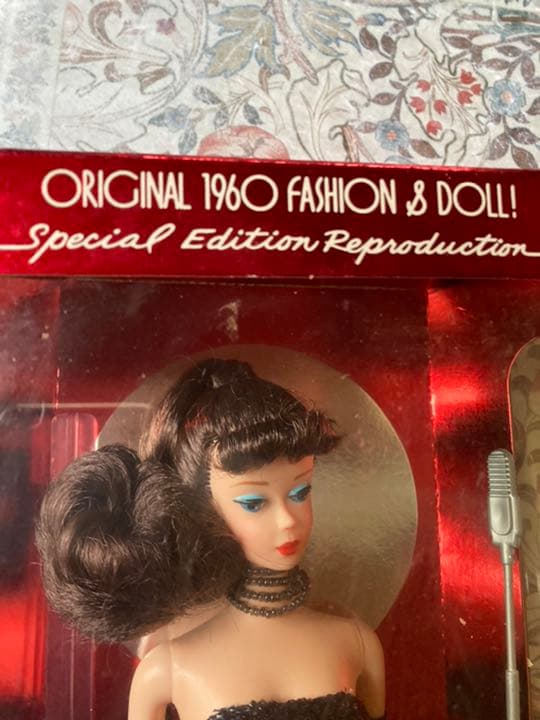 ORIGINAL 1960 FASHION & DOLL!
Special Edition Reproduction